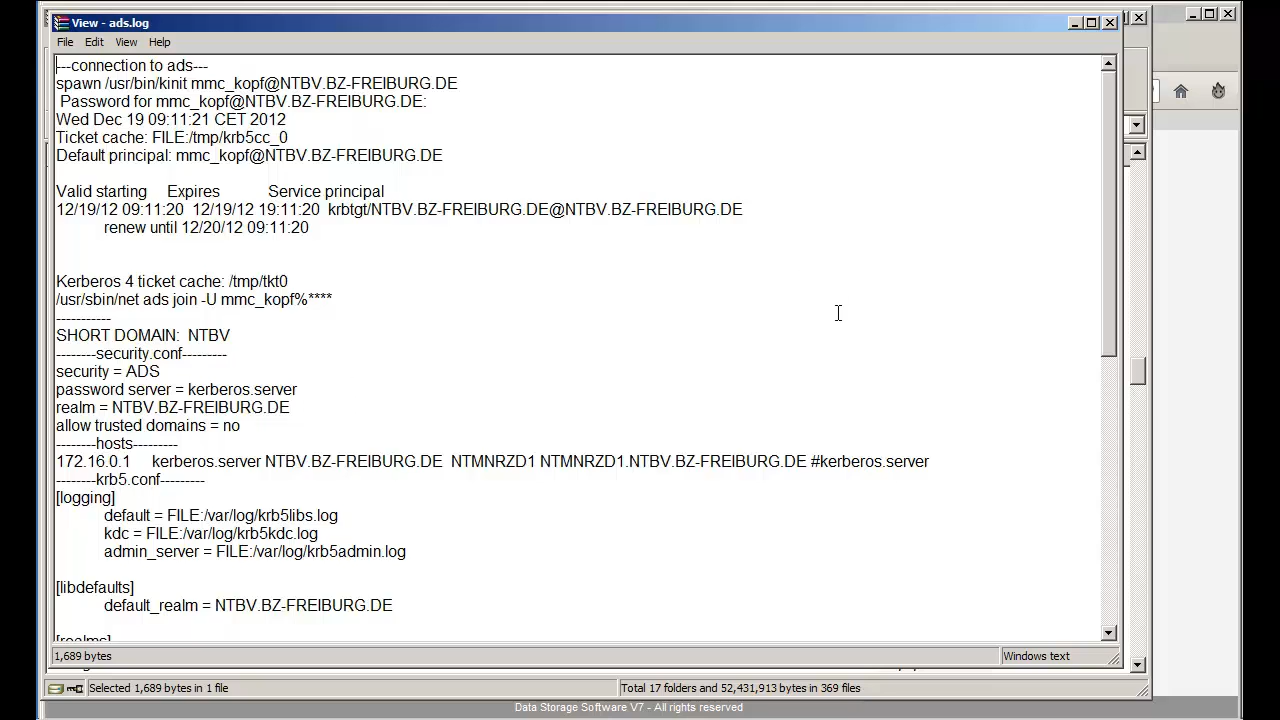 View - ads.log
File Edit View Help
---connection to ads---
spawn /usr/bin/kinit mmc_kopf@NTBV.BZ-FREIBURG.DE
Password for mmc_kopf@NTBV.BZ-FREIBURG.DE:
Wed Dec 19 09:11:21 CET 2012
Ticket cache: FILE:/tmp/krb5cc_0
Default principal: mmc_kopf@NTBV.BZ-FREIBURG.DE
Valid starting Expires Service principal
12/19/12 09:11:20 12/19/12 19:11:20 krbtgt/NTBV.BZ-FREIBURG.DE@NTBV.BZ-FREIBURG.DE
renew until 12/20/12 09:11:20
Kerberos 4 ticket cache: /tmp/tkt0
/usr/sbin/net ads join -U mmc_kopf%****
-----------
SHORT DOMAIN: NTBV
--------security.conf---------
security = ADS
password server = kerberos.server
realm = NTBV.BZ-FREIBURG.DE
allow trusted domains = no
--------hosts---------
172.16.0.1 kerberos.server NTBV.BZ-FREIBURG.DE NTMNRZD1 NTMNRZD1.NTBV.BZ-FREIBURG.DE #kerberos.server
--------krb5.conf---------
[logging]
default = FILE:/var/log/krb5libs.log
kdc = FILE:/var/log/krb5kdc.log
admin_server = FILE:/var/log/krb5admin.log
[libdefaults]
default_realm = NTBV.BZ-FREIBURG.DE
[realms]
1,689 bytes Windows text
Selected 1,689 bytes in 1 file Total 17 folders and 52,431,913 bytes in 369 files
Data Storage Software V7 - All rights reserved